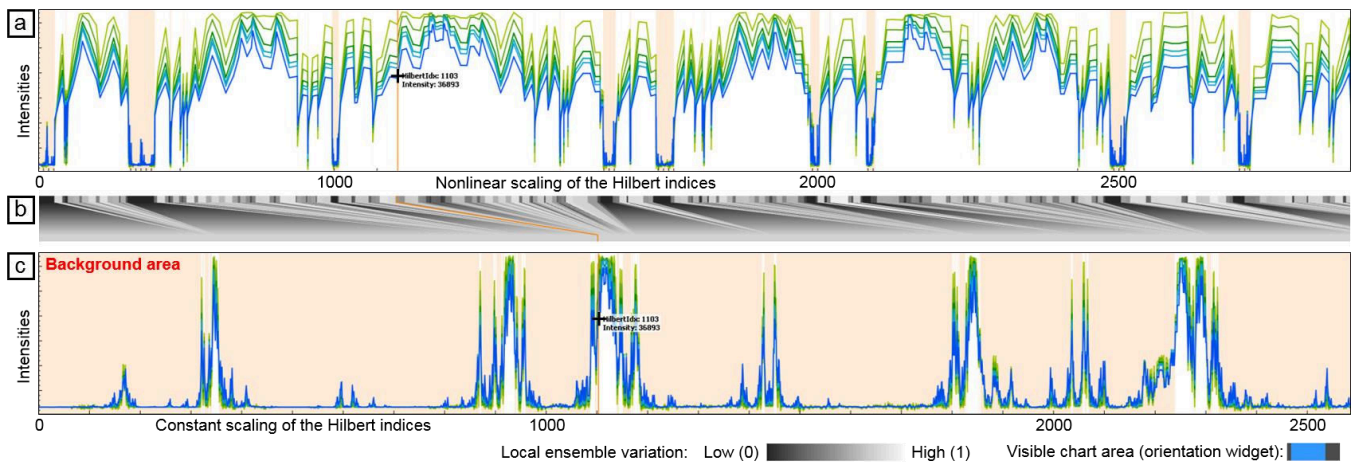 a
HilbertIdx: 1103
Intensity: 36893
Intensities
0 1000 Nonlinear scaling of the Hilbert indices 2000 2500
b
c
Background area
HilbertIdx: 1103
Intensity: 36893
Intensities
0 Constant scaling of the Hilbert indices 1000 2000 2500
Local ensemble variation: Low (0) High (1) Visible chart area (orientation widget):